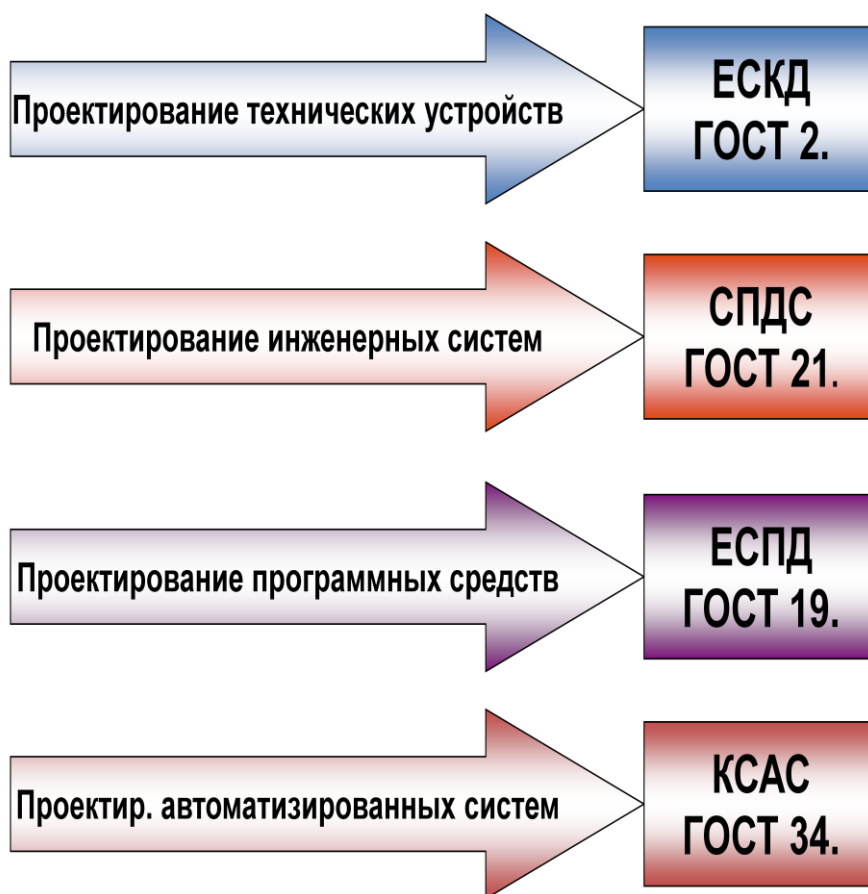 Проектирование технических устройств
ЕСКД
ГОСТ 2.
Проектирование инженерных систем
СПДС
ГОСТ 21.
Проектирование программных средств
ЕСПД
ГОСТ 19.
Проектир. автоматизированных систем
КСАС
ГОСТ 34.